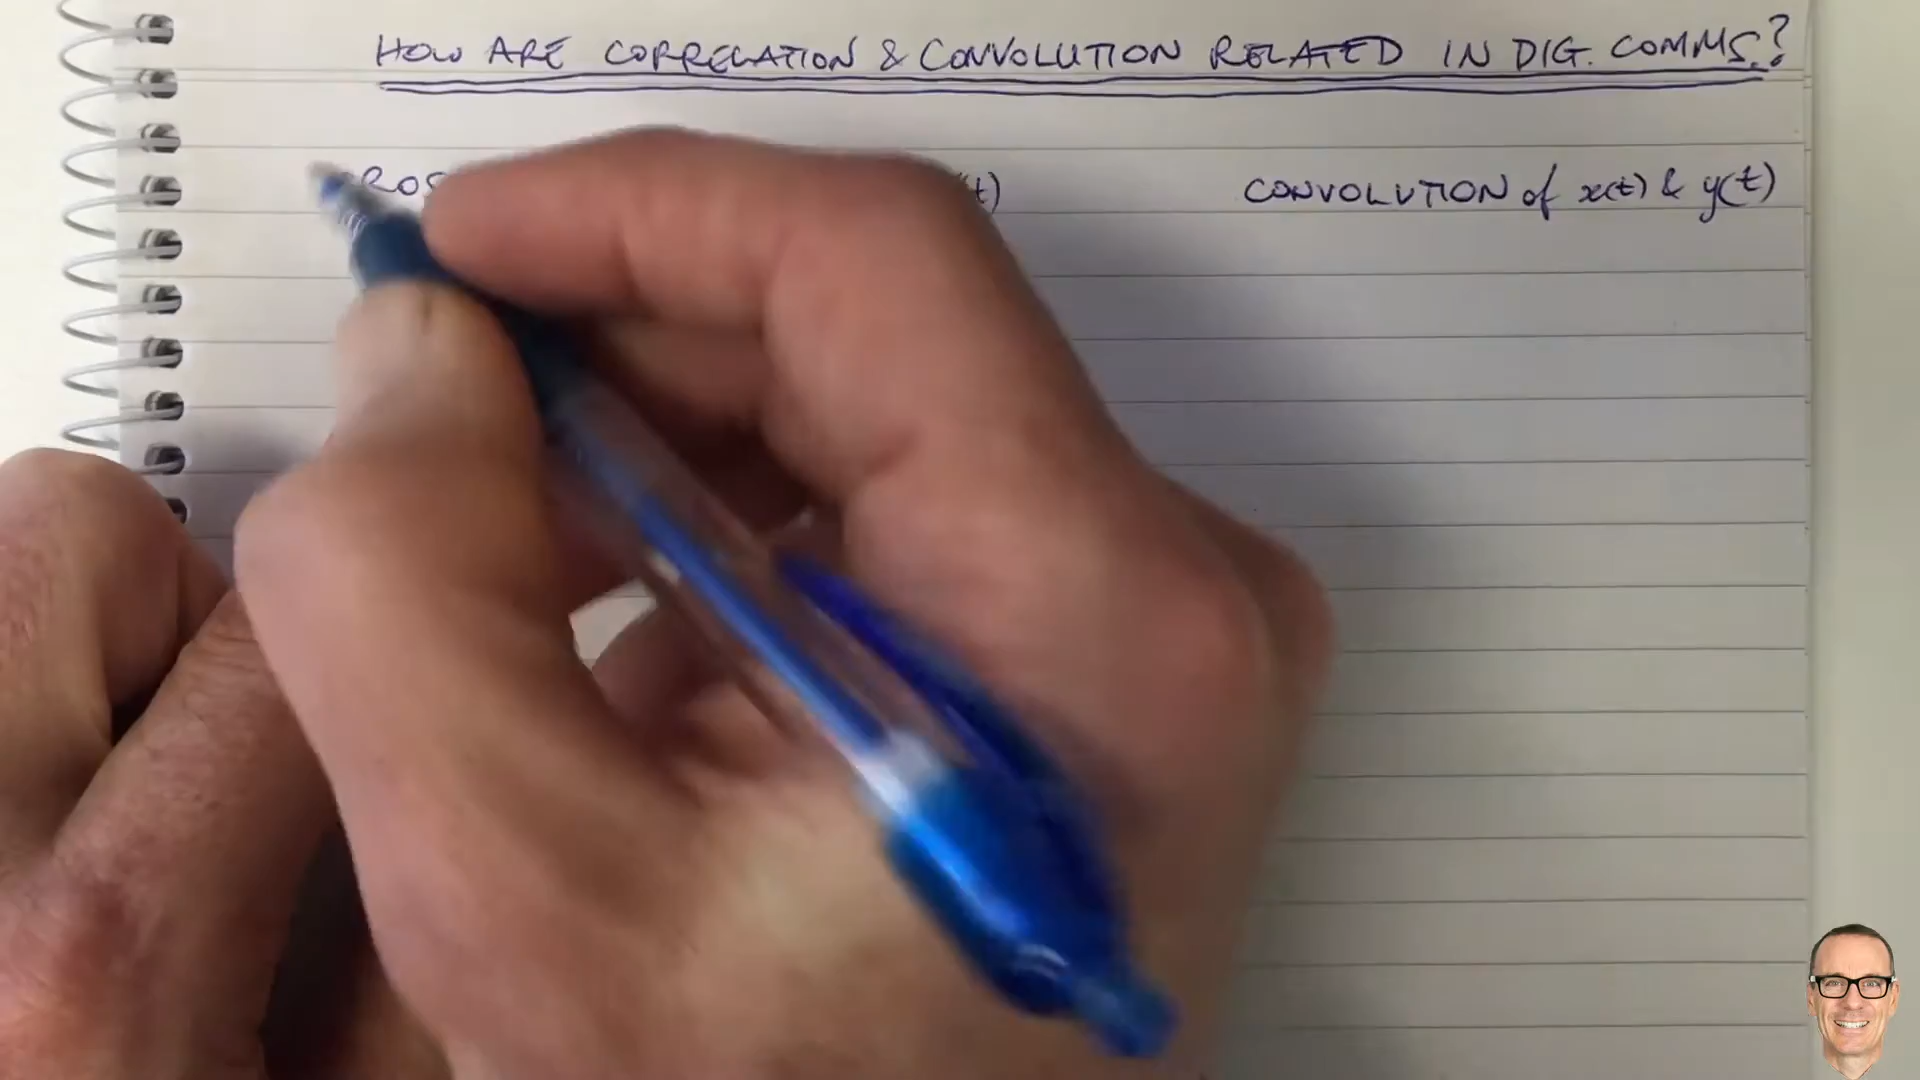 HOW ARE CORRELATION & CONVOLUTION RELATED IN DIG. COMMS.?
t) CONVOLUTION of x(t) & y(t)